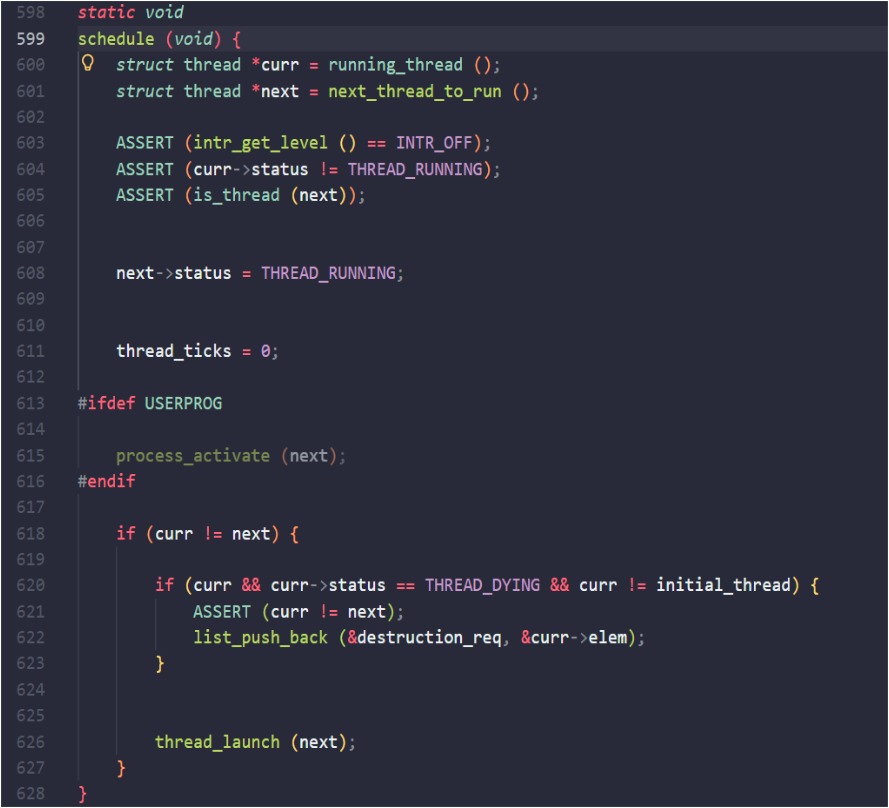 598 static void
599 schedule (void) {
600 struct thread *curr = running_thread ();
601 struct thread *next = next_thread_to_run ();
602
603 ASSERT (intr_get_level () == INTR_OFF);
604 ASSERT (curr->status != THREAD_RUNNING);
605 ASSERT (is_thread (next));
606
607
608 next->status = THREAD_RUNNING;
609
610
611 thread_ticks = 0;
612
613 #ifdef USERPROG
614
615 process_activate (next);
616 #endif
617
618 if (curr != next) {
619
620 if (curr && curr->status == THREAD_DYING && curr != initial_thread) {
621 ASSERT (curr != next);
622 list_push_back (&destruction_req, &curr->elem);
623 }
624
625
626 thread_launch (next);
627 }
628 }